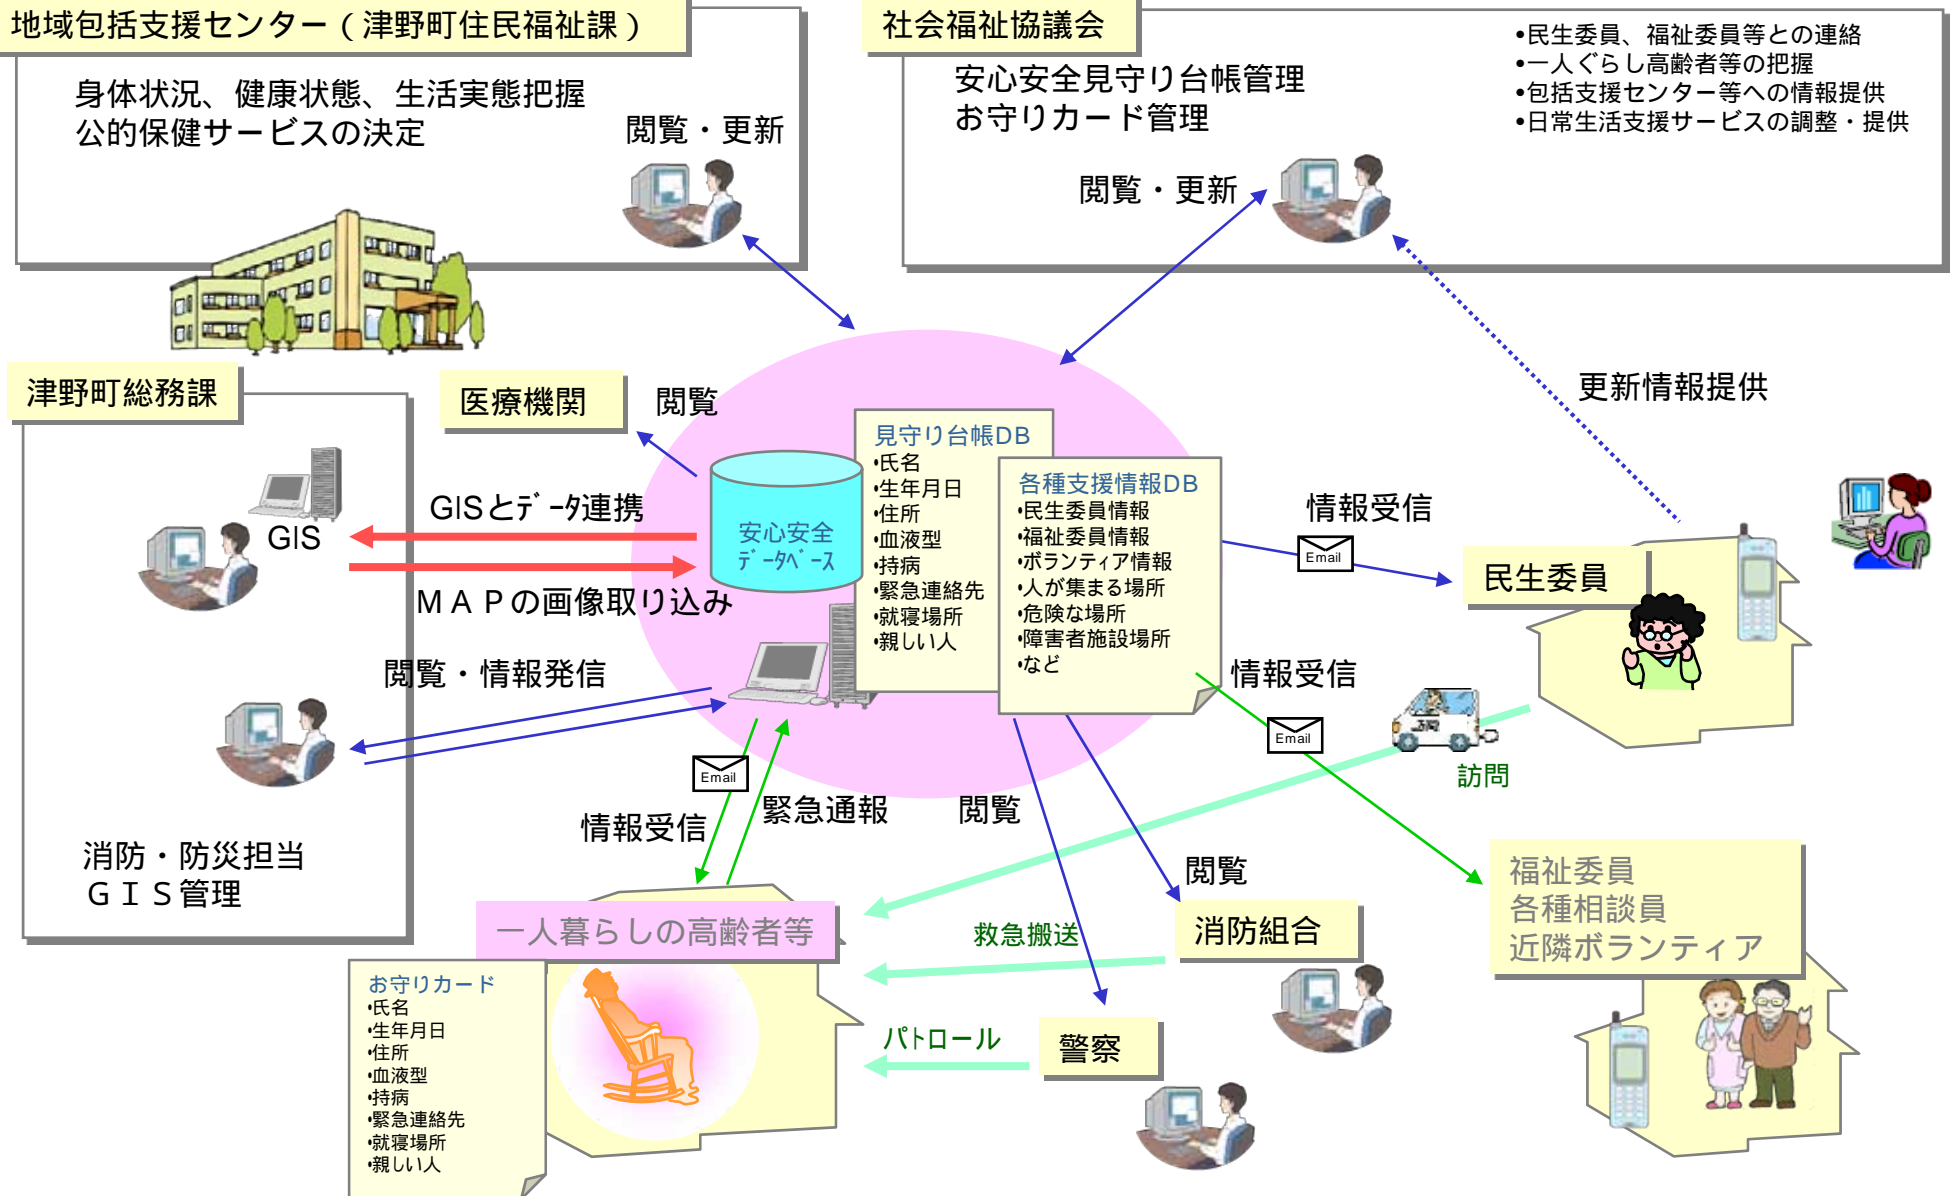 地域包括支援センター（津野町住民福祉課）
身体状況、健康状態、生活実態把握
公的保健サービスの決定
閲覧・更新
社会福祉協議会
安心安全見守り台帳管理
お守りカード管理
•民生委員、福祉委員等との連絡
•一人ぐらし高齢者等の把握
•包括支援センター等への情報提供
•日常生活支援サービスの調整・提供
閲覧・更新
更新情報提供
津野町総務課
GIS
消防・防災担当
ＧＩＳ管理
医療機関
閲覧
GISとﾃﾞｰﾀ連携
ＭＡＰの画像取り込み
閲覧・情報発信
安心安全
ﾃﾞｰﾀﾍﾞｰｽ
見守り台帳DB
•氏名
•生年月日
•住所
•血液型
•持病
•緊急連絡先
•就寝場所
•親しい人
各種支援情報DB
•民生委員情報
•福祉委員情報
•ボランティア情報
•人が集まる場所
•危険な場所
•障害者施設場所
•など
情報受信
Email
民生委員
情報受信
Email
訪問
Email
情報受信
緊急通報
閲覧
閲覧
福祉委員
各種相談員
近隣ボランティア
一人暮らしの高齢者等
救急搬送
消防組合
パトロール
警察
お守りカード
•氏名
•生年月日
•住所
•血液型
•持病
•緊急連絡先
•就寝場所
•親しい人